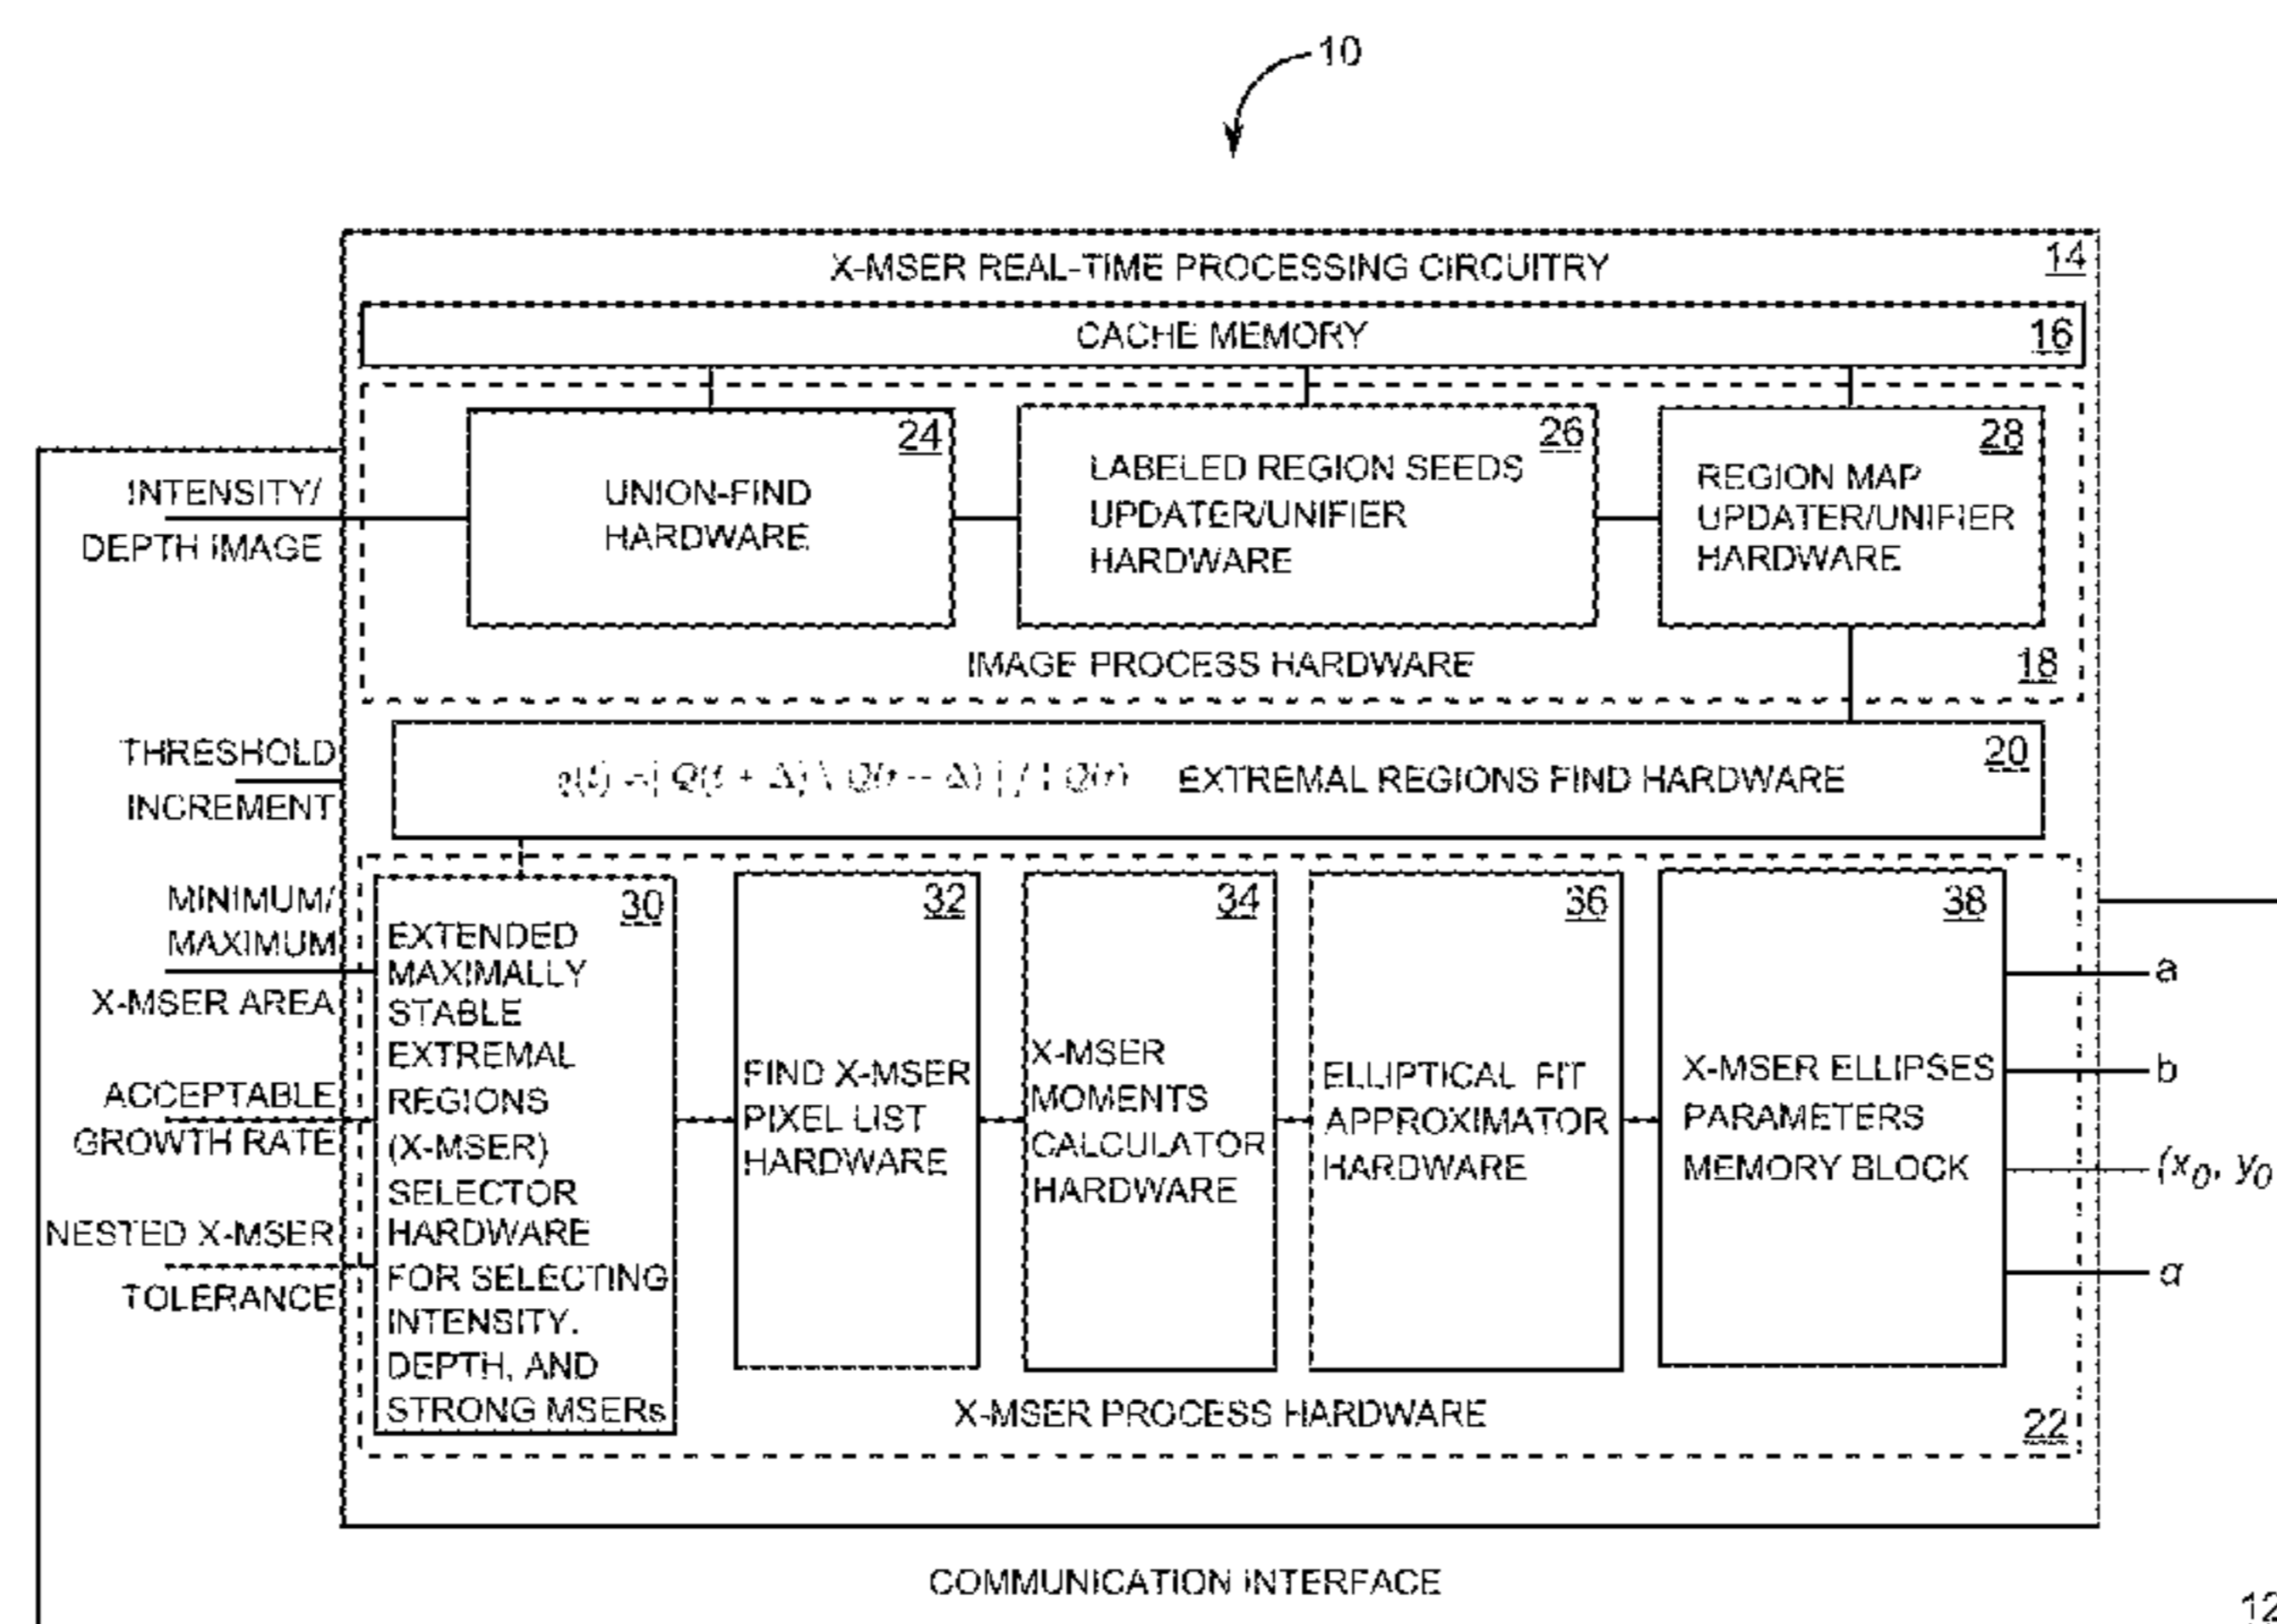 10
X-MSER REAL-TIME PROCESSING CIRCUITRY
14
CACHE MEMORY
16
INTENSITY/
DEPTH IMAGE
24
UNION-FIND
HARDWARE
26
LABELED REGION SEEDS
UPDATER/UNIFIER
HARDWARE
28
REGION MAP
UPDATER/UNIFIER
HARDWARE
IMAGE PROCESS HARDWARE
18
THRESHOLD
INCREMENT
EXTREMAL REGIONS FIND HARDWARE
20
MINIMUM/
MAXIMUM
X-MSER AREA
ACCEPTABLE
GROWTH RATE
NESTED X-MSER
TOLERANCE
30
EXTENDED
MAXIMALLY
STABLE
EXTREMAL
REGIONS
(X-MSER)
SELECTOR
HARDWARE
FOR SELECTING
INTENSITY,
DEPTH, AND
STRONG MSERs
32
FIND X-MSER
PIXEL LIST
HARDWARE
34
X-MSER
MOMENTS
CALCULATOR
HARDWARE
36
ELLIPTICAL FIT
APPROXIMATOR
HARDWARE
38
X-MSER ELLIPSES
PARAMETERS
MEMORY BLOCK
a
b
(x0, y0
α
X-MSER PROCESS HARDWARE
22
COMMUNICATION INTERFACE
12